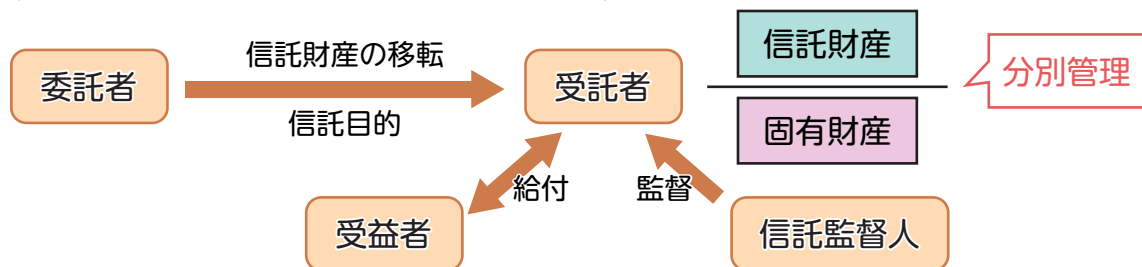 委託者
信託財産の移転
信託目的
受託者
信託財産
固有財産
分別管理
給付
監督
受益者
信託監督人